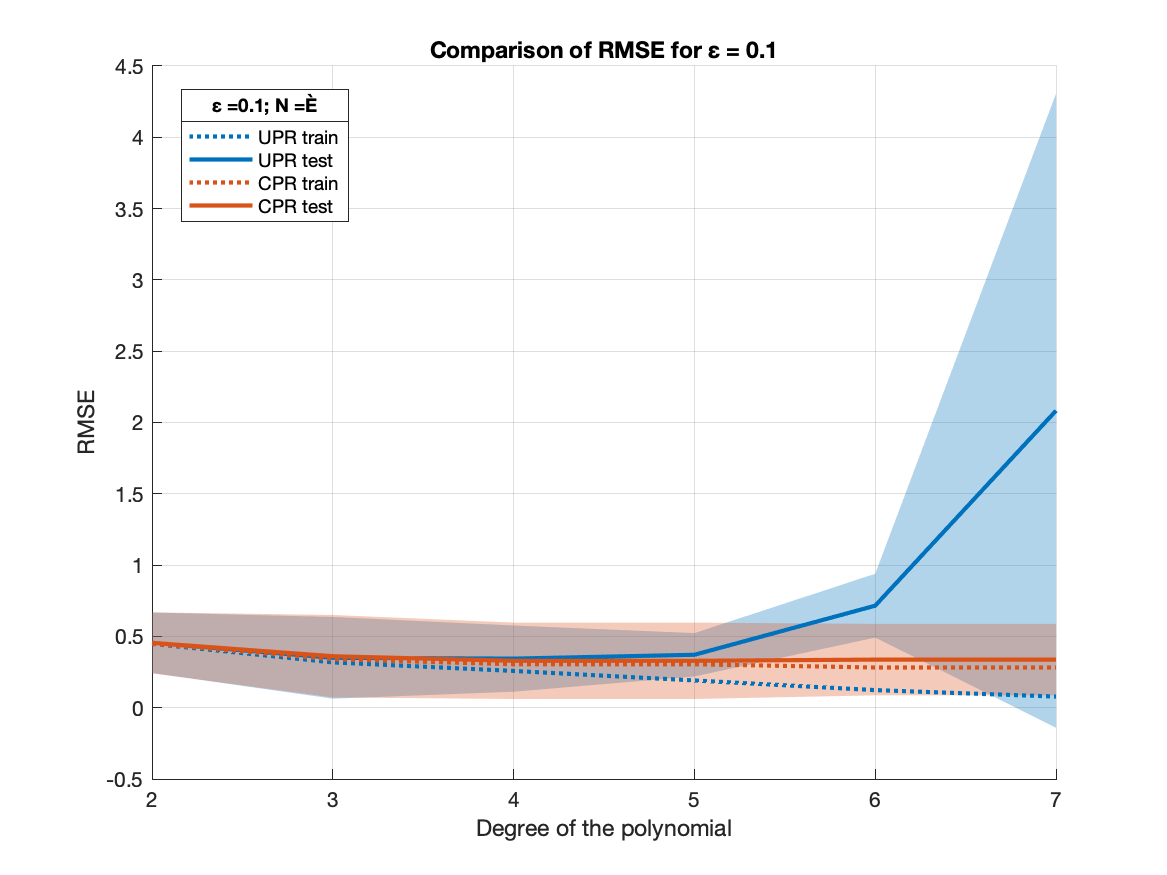 Comparison of RMSE for ε = 0.1
4.5
4
3.5
3
2.5
2
1.5
1
0.5
0
-0.5
RMSE
ε =0.1; N =È
UPR train
UPR test
CPR train
CPR test
2 3 4 5 6 7
Degree of the polynomial